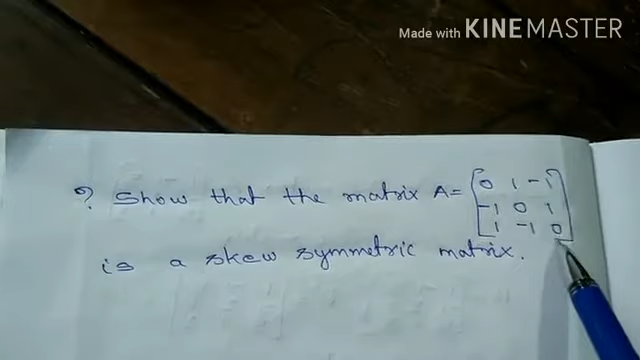 Made with KINEMASTER
? Show that the matrix A = [0 1 -1
-1 0 1
1 -1 0]
is a skew symmetric matrix.